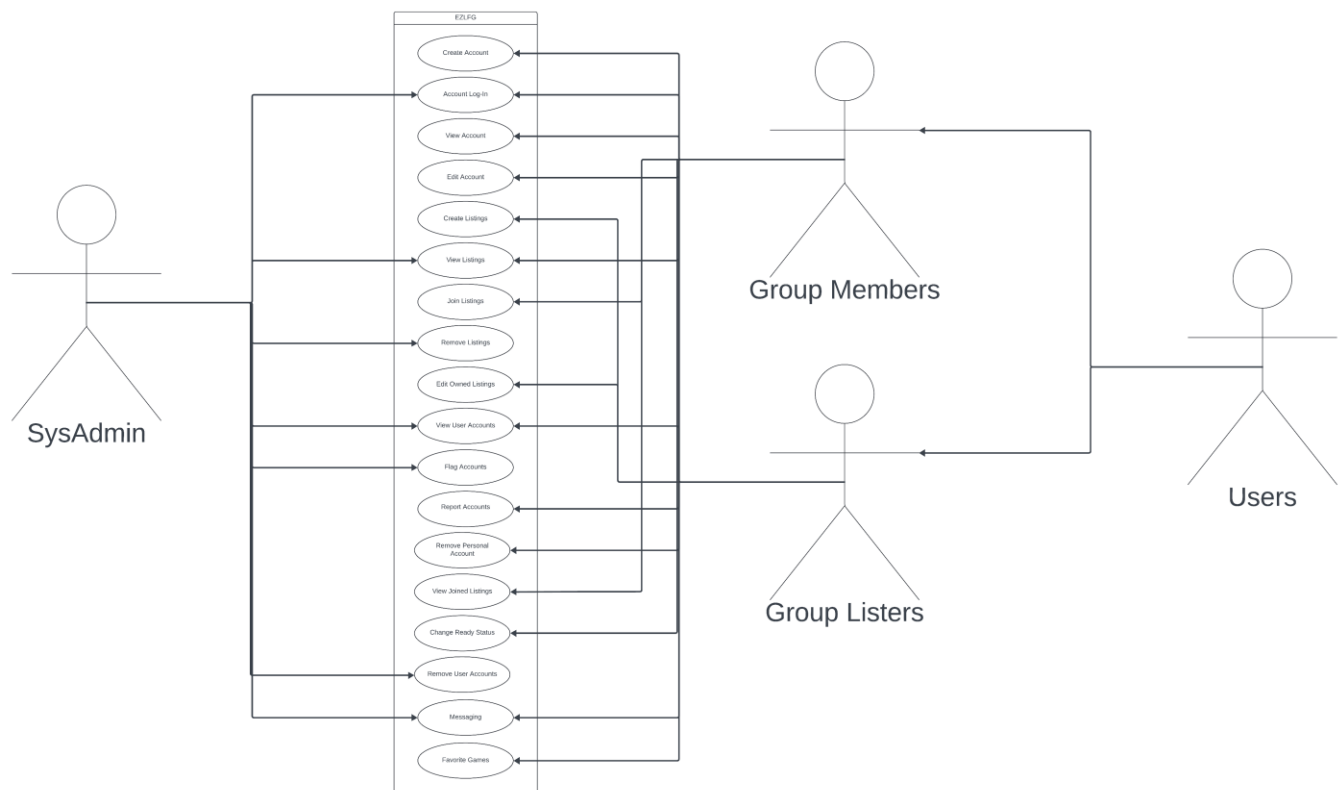 EZLFG
Create Account
Account Log-In
View Account
Edit Account
Create Listings
View Listings
Join Listings
Remove Listings
Edit Owned Listings
View User Accounts
Flag Accounts
Report Accounts
Remove Personal
Account
View Joined Listings
Change Ready Status
Remove User Accounts
Messaging
Favorite Games
SysAdmin
Group Members
Group Listers
Users